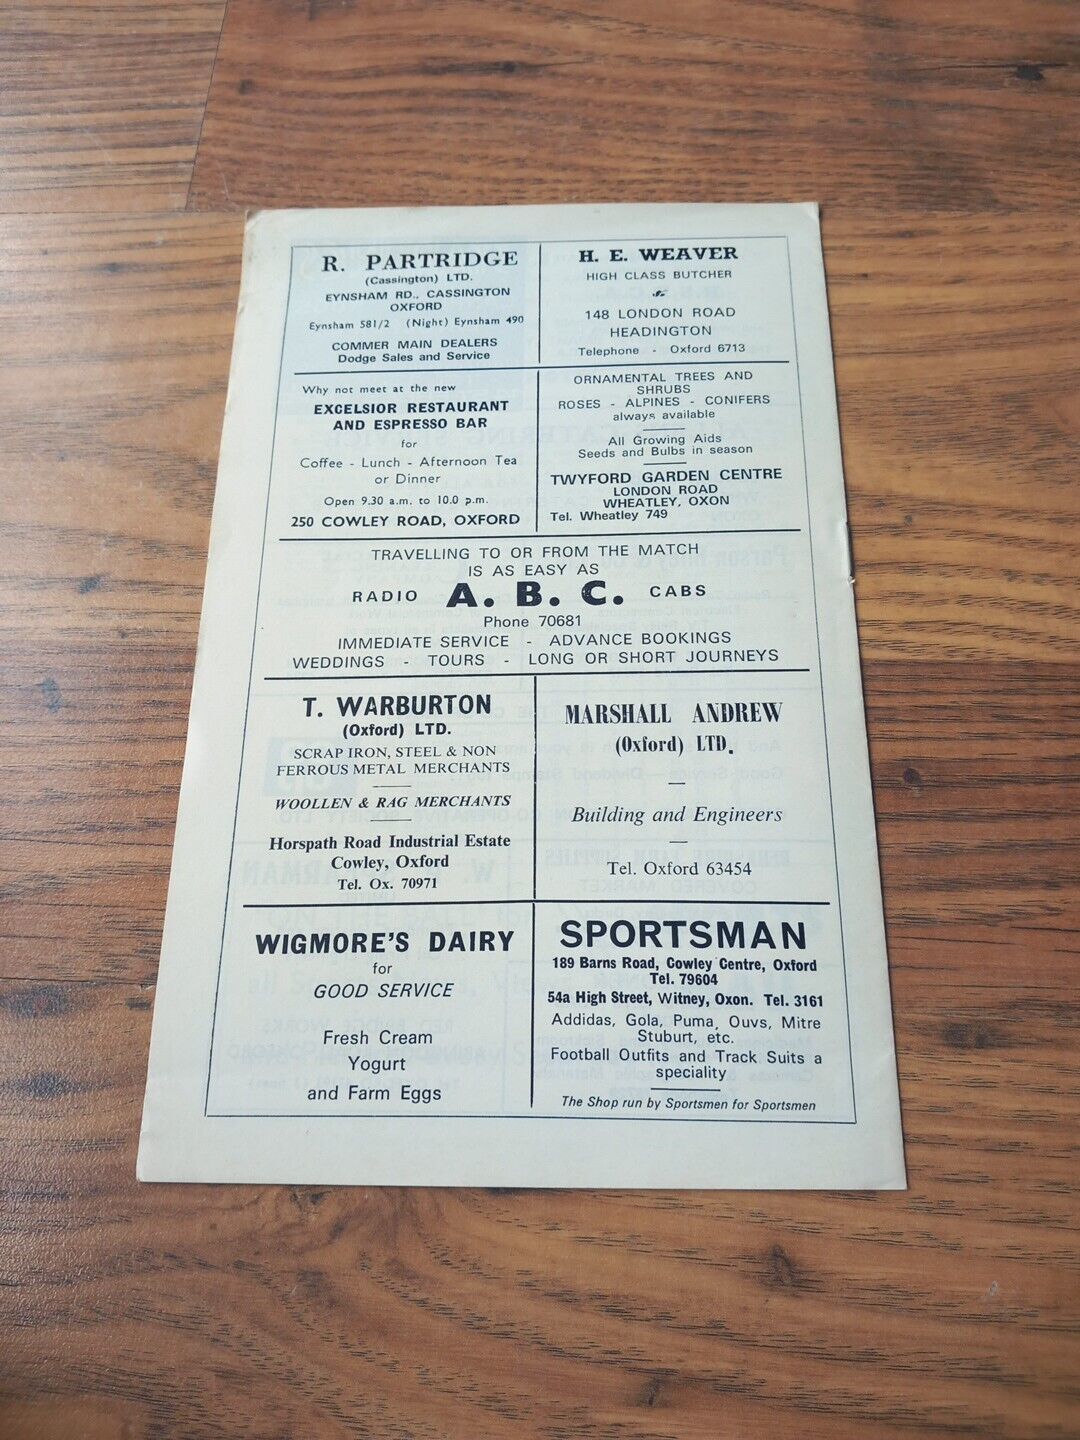 R. PARTRIDGE
(Cassington) LTD.
EYNSHAM RD., CASSINGTON
OXFORD
Eynsham 581/2 (Night) Eynsham 490
COMMER MAIN DEALERS
Dodge Sales and Service
H. E. WEAVER
HIGH CLASS BUTCHER
148 LONDON ROAD
HEADINGTON
Telephone - Oxford 6713
Why not meet at the new
EXCELSIOR RESTAURANT
AND ESPRESSO BAR
for
Coffee - Lunch - Afternoon Tea
or Dinner
Open 9.30 a.m. to 10.0 p.m.
250 COWLEY ROAD, OXFORD
ORNAMENTAL TREES AND
SHRUBS
ROSES - ALPINES - CONIFERS
always available
All Growing Aids
Seeds and Bulbs in season
TWYFORD GARDEN CENTRE
LONDON ROAD
WHEATLEY, OXON
Tel. Wheatley 749
TRAVELLING TO OR FROM THE MATCH
IS AS EASY AS
RADIO A. B. C. CABS
Phone 70681
IMMEDIATE SERVICE - ADVANCE BOOKINGS
WEDDINGS - TOURS - LONG OR SHORT JOURNEYS
T. WARBURTON
(Oxford) LTD.
SCRAP IRON, STEEL & NON
FERROUS METAL MERCHANTS
WOOLLEN & RAG MERCHANTS
Horspath Road Industrial Estate
Cowley, Oxford
Tel. Ox. 70971
MARSHALL ANDREW
(Oxford) LTD.
Building and Engineers
Tel. Oxford 63454
WIGMORE'S DAIRY
for
GOOD SERVICE
Fresh Cream
Yogurt
and Farm Eggs
SPORTSMAN
189 Barns Road, Cowley Centre, Oxford
Tel. 79604
54a High Street, Witney, Oxon. Tel. 3161
Addidas, Gola, Puma, Ouvs, Mitre
Stuburt, etc.
Football Outfits and Track Suits a
speciality
The Shop run by Sportsmen for Sportsmen